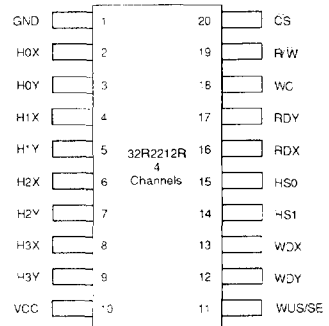 GND 1 20 CS
H0X 2 19 R/W
H0Y 3 18 WC
H1X 4 17 RDY
H1Y 5 16 RDX
32R2212R
4
Channels
H2X 6 15 HS0
H2Y 7 14 HS1
H3X 8 13 WDX
H3Y 9 12 WDY
VCC 10 11 WUS/SE